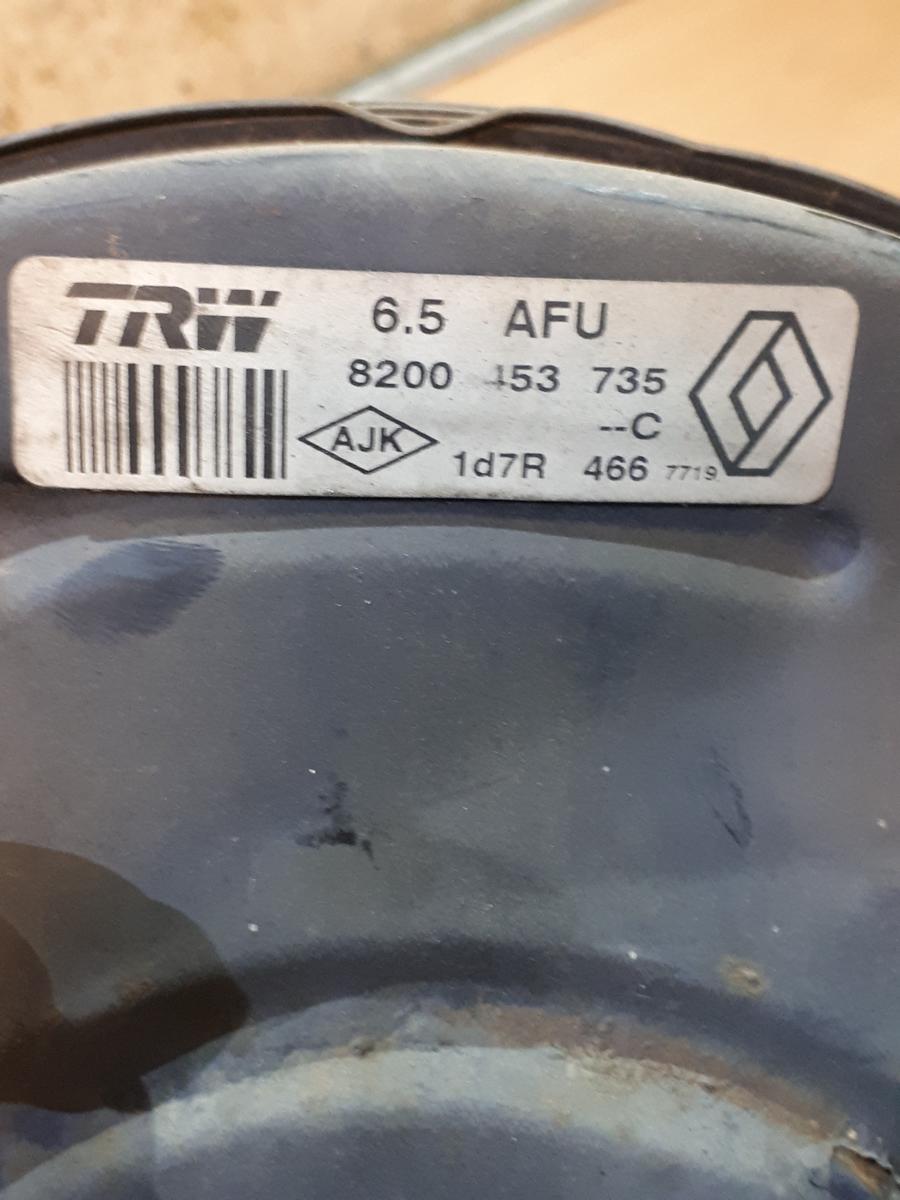 TRW 6.5 AFU
8200 453 735
--C
AJK
1d7R 466 7719